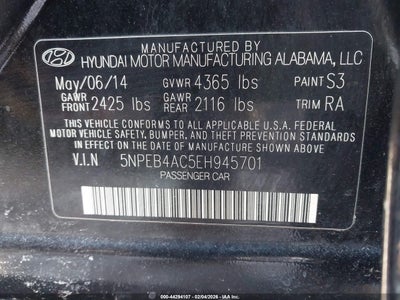 MANUFACTURED BY
HYUNDAI MOTOR MANUFACTURING ALABAMA, LLC
May/06/14 GVWR 4365 lbs PAINT S3
GAWR FRONT 2425 lbs GAWR REAR 2116 lbs TRIM RA
THIS VEHICLE CONFORMS TO ALL APPLICABLE U.S.A. FEDERAL
MOTOR VEHICLE SAFETY, BUMPER, AND THEFT PREVENTION STANDARDS
IN EFFECT ON THE DATE OF MANUFACTURE SHOWN ABOVE.
V.I.N 5NPEB4AC5EH945701
PASSENGER CAR
000-44294107 - 02/04/2026 - IAA Inc.